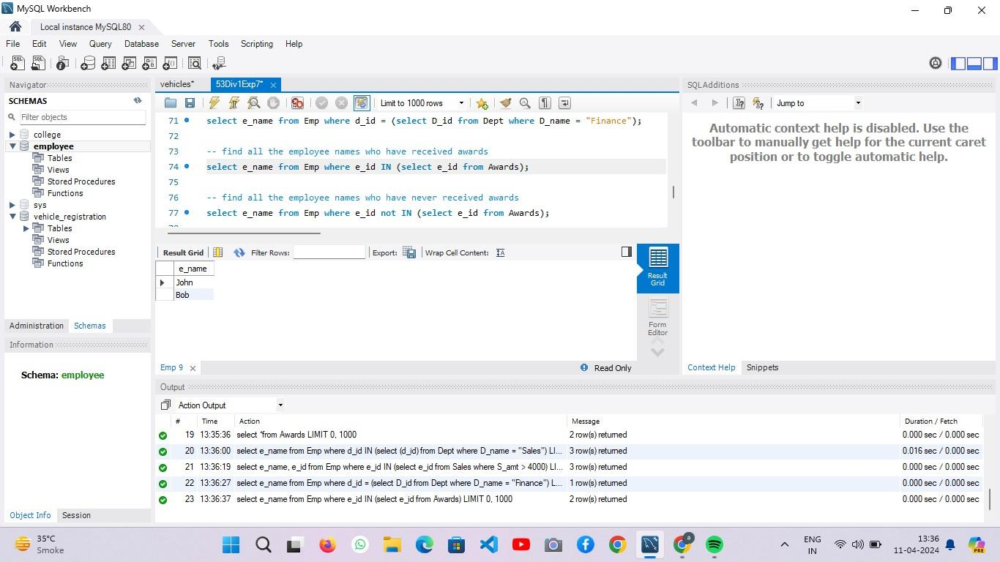 MySQL Workbench
Local instance MySQL80
File Edit View Query Database Server Tools Scripting Help
Navigator
SCHEMAS
Filter objects
college
employee
Tables
Views
Stored Procedures
Functions
sys
vehicle_registration
Tables
Views
Stored Procedures
Functions
Administration Schemas
Information
Schema: employee
Object Info Session
vehicles* 53Div1Exp7*
Limit to 1000 rows
71 select e_name from Emp where d_id = (select D_id from Dept where D_name = "Finance");
72
73 -- find all the employee names who have received awards
74 select e_name from Emp where e_id IN (select e_id from Awards);
75
76 -- find all the employee names who have never received awards
77 select e_name from Emp where e_id not IN (select e_id from Awards);
Result Grid Filter Rows: Export: Wrap Cell Content:
e_name
John
Bob
Result Grid
Form Editor
Emp 9 Read Only
SQLAdditions
Jump to
Automatic context help is disabled. Use the
toolbar to manually get help for the current caret
position or to toggle automatic help.
Context Help Snippets
Output
Action Output
# Time Action Message Duration / Fetch
19 13:35:36 select *from Awards LIMIT 0, 1000 2 row(s) returned 0.000 sec / 0.000 sec
20 13:36:00 select e_name from Emp where d_id IN (select (d_id) from Dept where D_name = "Sales") LI... 3 row(s) returned 0.016 sec / 0.000 sec
21 13:36:19 select e_name, e_id from Emp where e_id IN (select e_id from Sales where S_amt > 4000) LI... 3 row(s) returned 0.000 sec / 0.000 sec
22 13:36:27 select e_name from Emp where d_id = (select D_id from Dept where D_name = "Finance") L... 1 row(s) returned 0.000 sec / 0.000 sec
23 13:36:37 select e_name from Emp where e_id IN (select e_id from Awards) LIMIT 0, 1000 2 row(s) returned 0.000 sec / 0.000 sec
35°C
Smoke
ENG
IN
13:36
11-04-2024